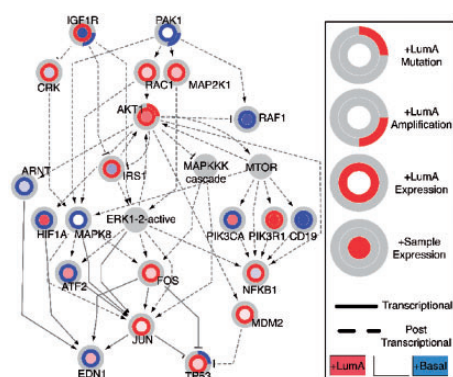 IGF1R
PAK1
CRK
RAC1
MAP2K1
AKT1
RAF1
ARNT
IRS1
MAPKKK
cascade
MTOR
HIF1A
MAPK8
ERK1-2-active
PIK3CA
PIK3R1
CD19
ATF2
FOS
NFKB1
MDM2
JUN
EDN1
TP53
+LumA
Mutation
+LumA
Amplification
+LumA
Expression
+Sample
Expression
Transcriptional
Post
Transcriptional
+LumA
+Basal